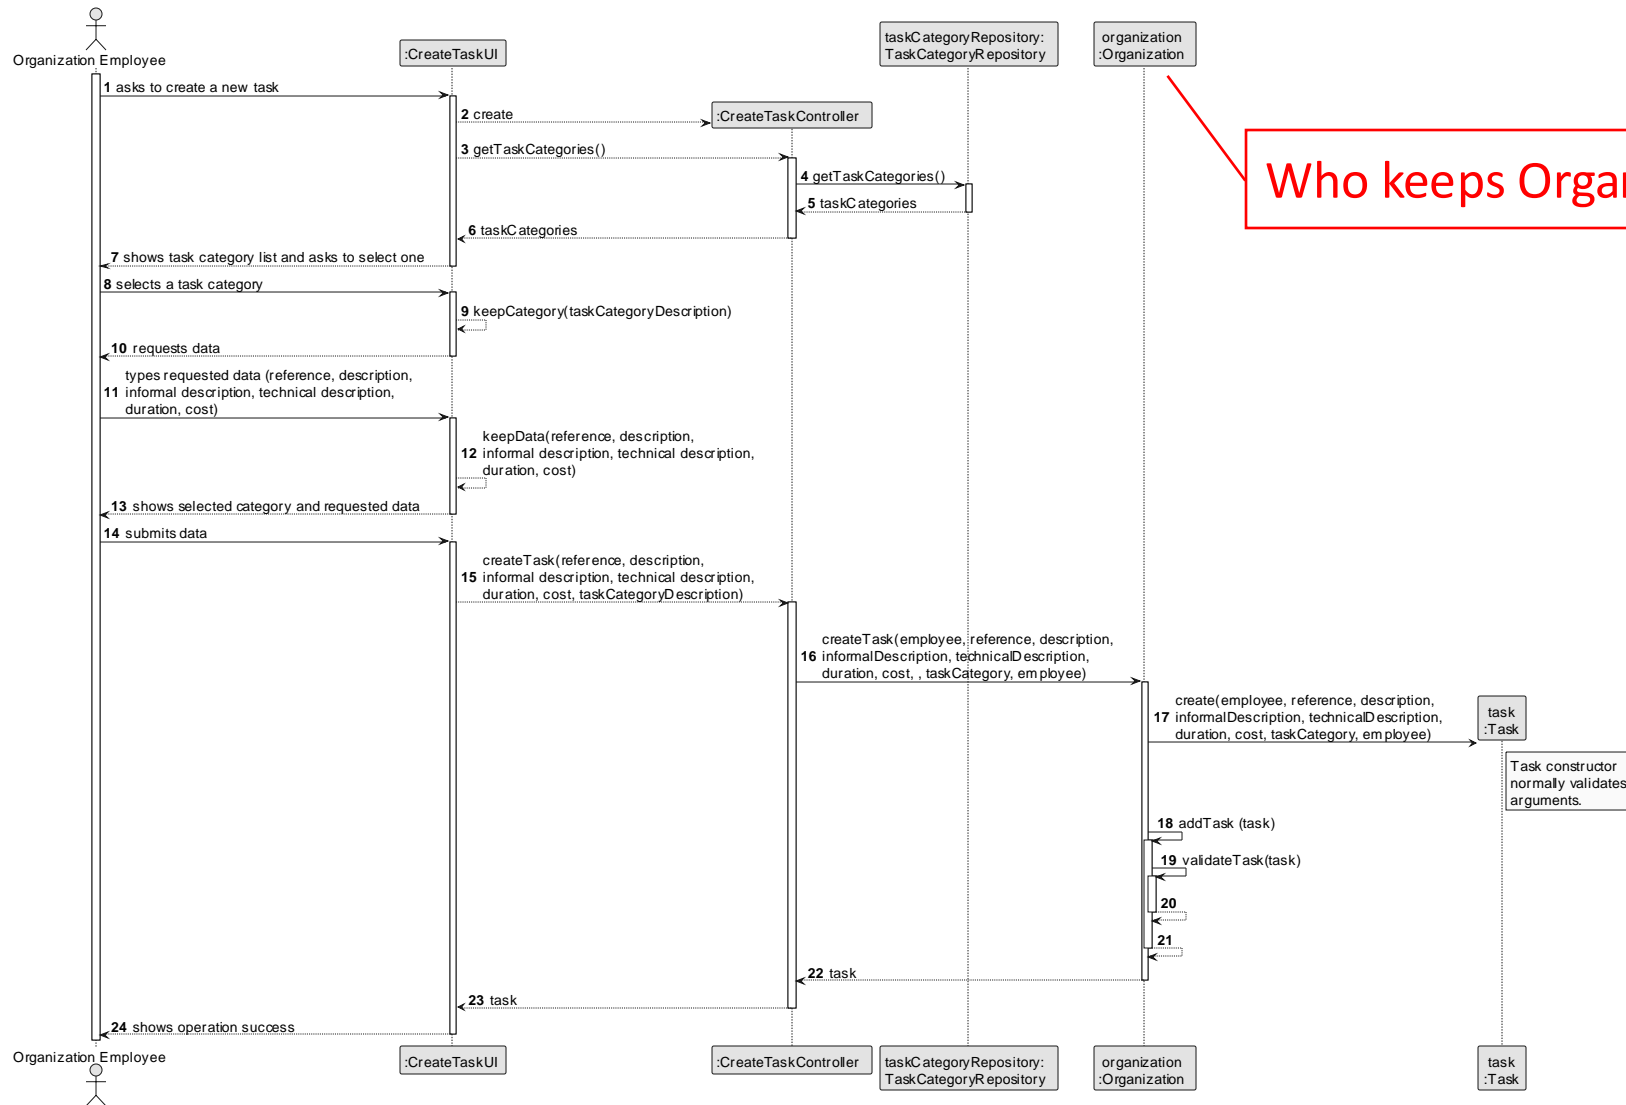 Organization Employee
:CreateTaskUI
taskCategoryRepository:
TaskCategoryRepository
organization
:Organization
1 asks to create a new task
2 create
:CreateTaskController
3 getTaskCategories()
4 getTaskCategories()
5 taskCategories
6 taskCategories
Who keeps Organ
7 shows task category list and asks to select one
8 selects a task category
9 keepCategory(taskCategoryDescription)
10 requests data
types requested data (reference, description,
11 informal description, technical description,
duration, cost)
keepData(reference, description,
12 informal description, technical description,
duration, cost)
13 shows selected category and requested data
14 submits data
createTask(reference, description,
15 informal description, technical description,
duration, cost, taskCategoryDescription)
createTask(employee, reference, description,
16 informalDescription, technicalDescription,
duration, cost, , taskCategory, employee)
create(employee, reference, description,
17 informalDescription, technicalDescription,
duration, cost, taskCategory, employee)
task
:Task
Task constructor
normally validates
arguments.
18 addTask (task)
19 validateTask(task)
20
21
22 task
23 task
24 shows operation success
Organization Employee
:CreateTaskUI
:CreateTaskController
taskCategoryRepository:
TaskCategoryRepository
organization
:Organization
task
:Task